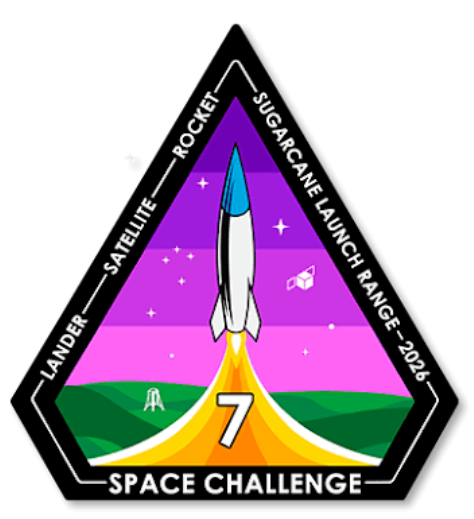 LANDER — SATELLITE — ROCKET
SUGARCANE LAUNCH RANGE – 2026
7
SPACE CHALLENGE